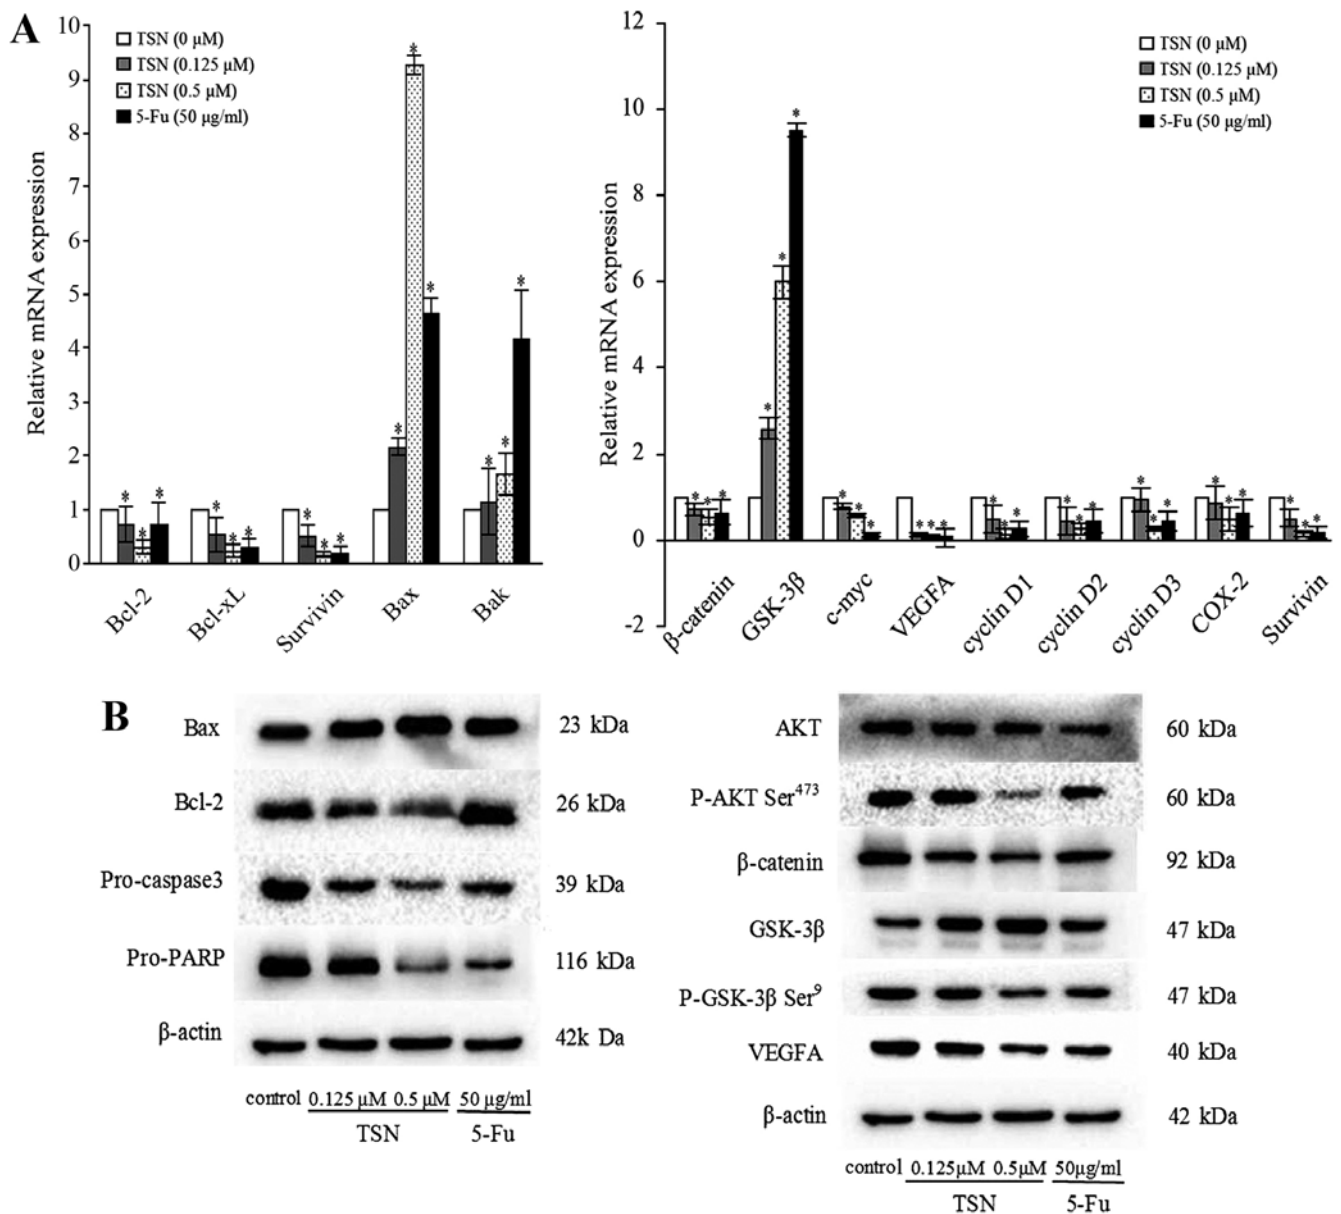 A
Relative mRNA expression
10
9
8
7
6
5
4
3
2
1
0
TSN (0 µM)
TSN (0.125 µM)
TSN (0.5 µM)
5-Fu (50 µg/ml)
* * *
* * *
* * *
* * *
* * *
Bcl-2
Bcl-xL
Survivin
Bax
Bak
Relative mRNA expression
12
10
8
6
4
2
0
-2
TSN (0 µM)
TSN (0.125 µM)
TSN (0.5 µM)
5-Fu (50 µg/ml)
* * *
* * *
* * *
* * *
* * *
* * *
* * *
* * *
* * *
β-catenin
GSK-3β
c-myc
VEGFA
cyclin D1
cyclin D2
cyclin D3
COX-2
Survivin
B
Bax 23 kDa
Bcl-2 26 kDa
Pro-caspase3 39 kDa
Pro-PARP 116 kDa
β-actin 42k Da
control 0.125 µM 0.5 µM 50 µg/ml
TSN 5-Fu
AKT 60 kDa
P-AKT Ser473 60 kDa
β-catenin 92 kDa
GSK-3β 47 kDa
P-GSK-3β Ser9 47 kDa
VEGFA 40 kDa
β-actin 42 kDa
control 0.125µM 0.5µM 50µg/ml
TSN 5-Fu